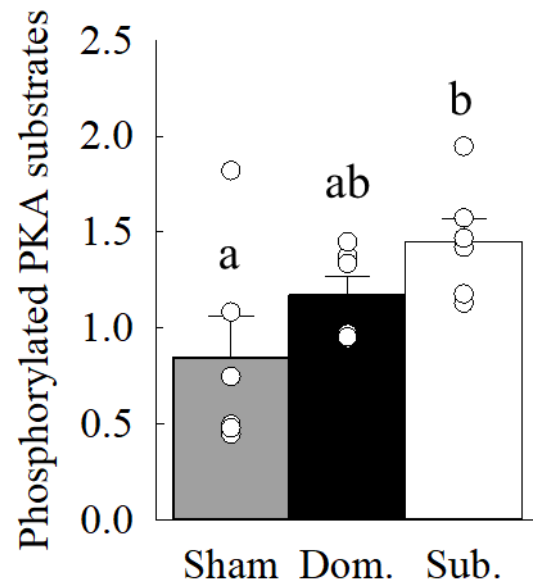 Phosphorylated PKA substrates
2.5
2.0
1.5
1.0
0.5
0.0
a
ab
b
Sham Dom. Sub.